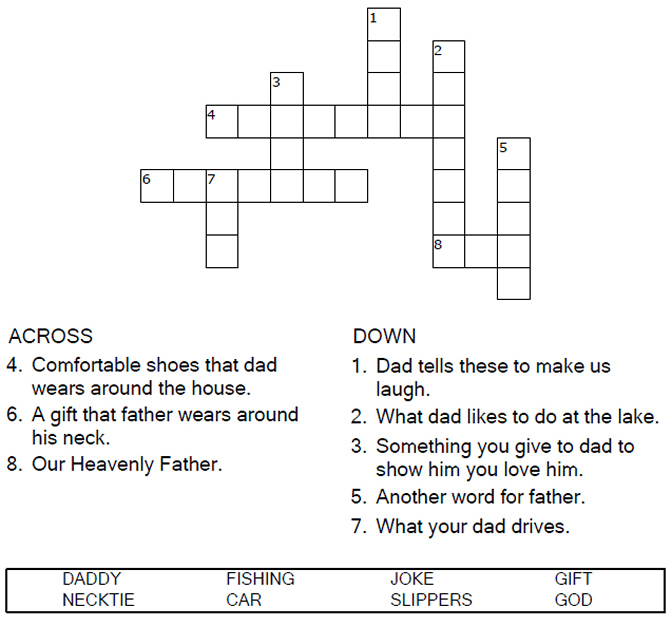 1
2
3
4
5
6
7
8
ACROSS
4. Comfortable shoes that dad
wears around the house.
6. A gift that father wears around
his neck.
8. Our Heavenly Father.
DOWN
1. Dad tells these to make us
laugh.
2. What dad likes to do at the lake.
3. Something you give to dad to
show him you love him.
5. Another word for father.
7. What your dad drives.
DADDY FISHING JOKE GIFT
NECKTIE CAR SLIPPERS GOD